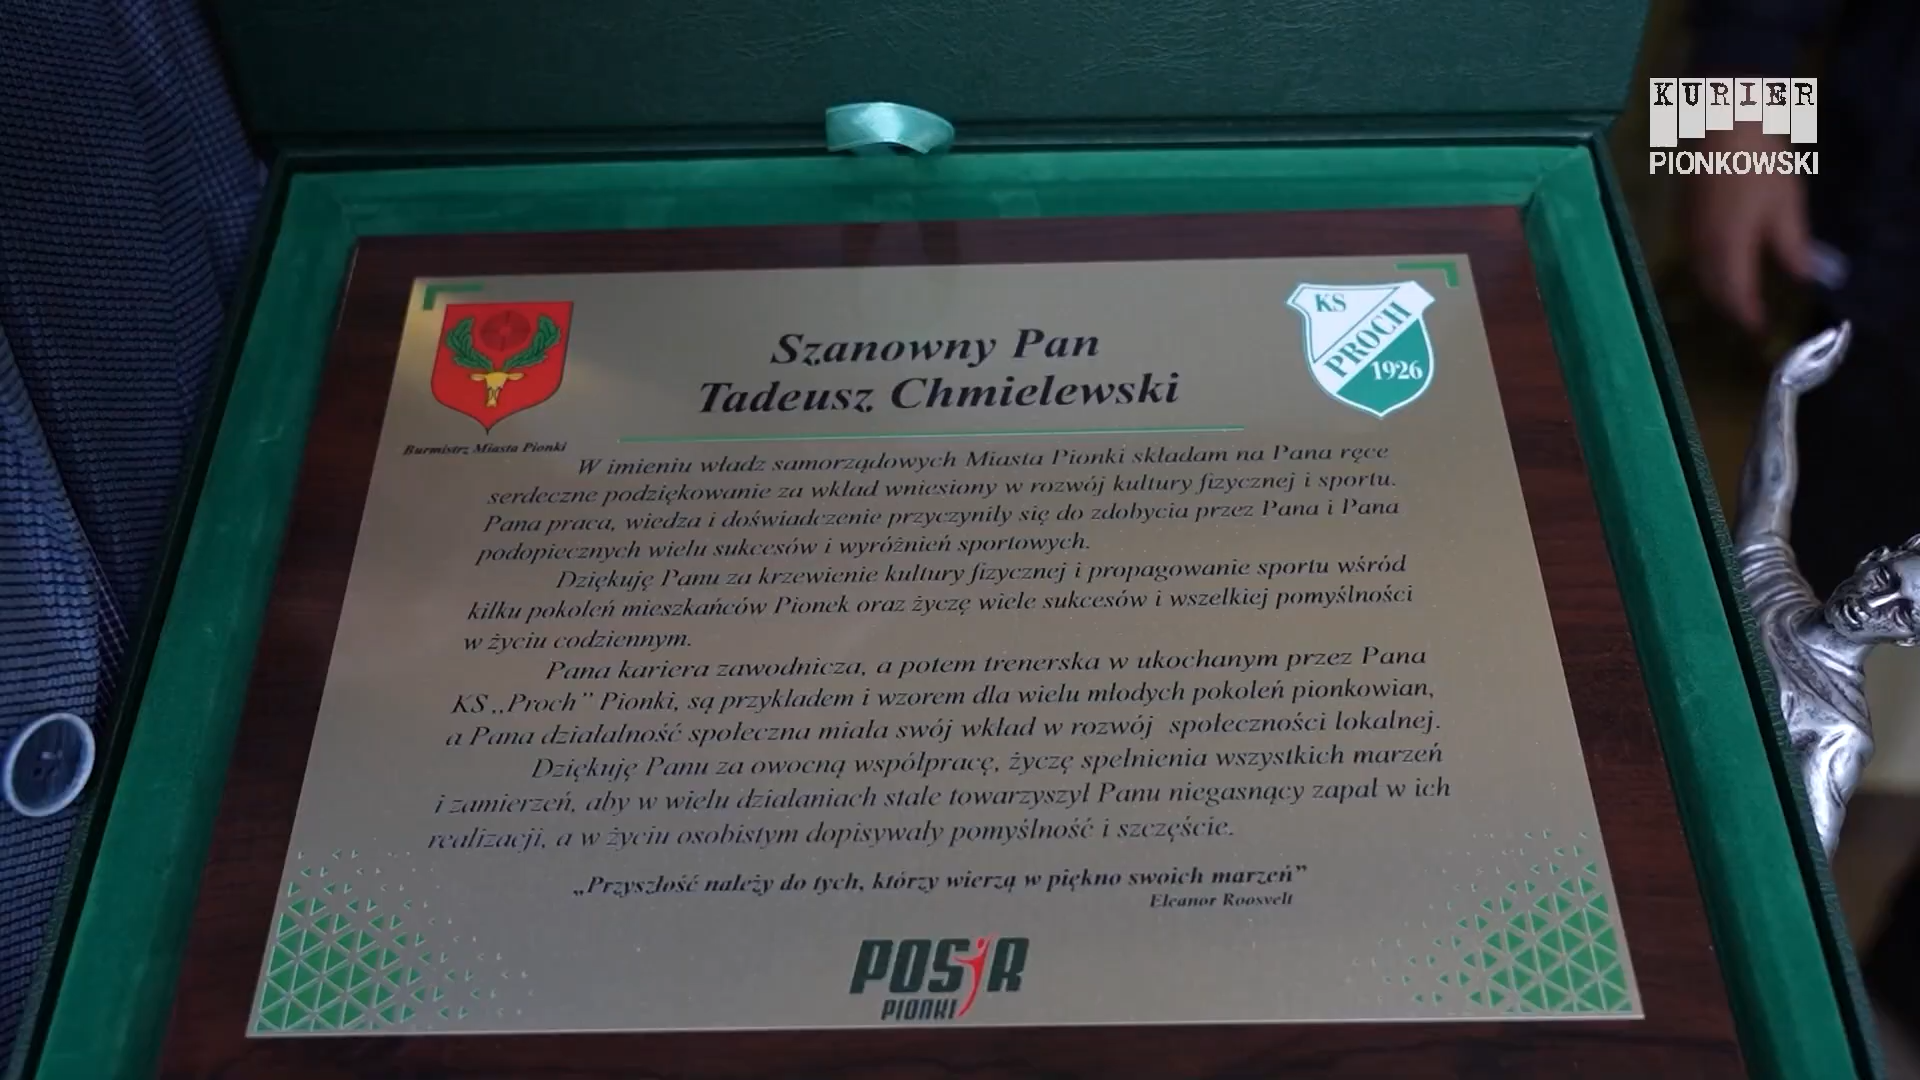 KURIER
PIONKOWSKI
KS
PROCH
1926
Szanowny Pan
Tadeusz Chmielewski
Burmistrz Miasta Pionki
W imieniu władz samorządowych Miasta Pionki składam na Pana ręce
serdeczne podziękowanie za wkład wniesiony w rozwój kultury fizycznej i sportu.
Pana praca, wiedza i doświadczenie przyczyniły się do zdobycia przez Pana i Pana
podopiecznych wielu sukcesów i wyróżnień sportowych.
Dziękuję Panu za krzewienie kultury fizycznej i propagowanie sportu wśród
kilku pokoleń mieszkańców Pionek oraz życzę wiele sukcesów i wszelkiej pomyślności
w życiu codziennym.
Pana kariera zawodnicza, a potem trenerska w ukochanym przez Pana
KS „Proch” Pionki, są przykładem i wzorem dla wielu młodych pokoleń pionkowian,
a Pana działalność społeczna miała swój wkład w rozwój społeczności lokalnej.
Dziękuję Panu za owocną współpracę, życzę spełnienia wszystkich marzeń
i zamierzeń, aby w wielu działaniach stale towarzyszył Panu niegasnący zapał w ich
realizacji, a w życiu osobistym dopisywały pomyślność i szczęście.
„Przyszłość należy do tych, którzy wierzą w piękno swoich marzeń”
Eleanor Roosvelt
POSiR
PIONKI